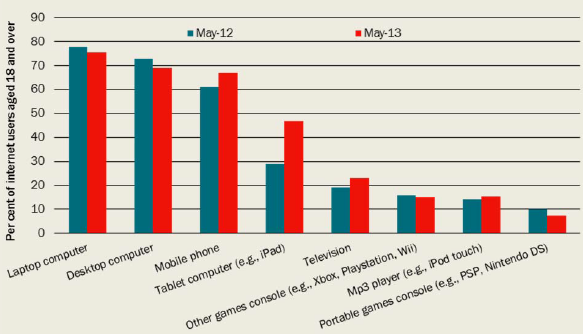 Per cent of internet users aged 18 and over
90
80
70
60
50
40
30
20
10
0
May-12
May-13
Laptop computer
Desktop computer
Mobile phone
Tablet computer (e.g., iPad)
Television
Other games console (e.g., Xbox, Playstation, Wii)
Mp3 player (e.g., iPod touch)
Portable games console (e.g., PSP, Nintendo DS)